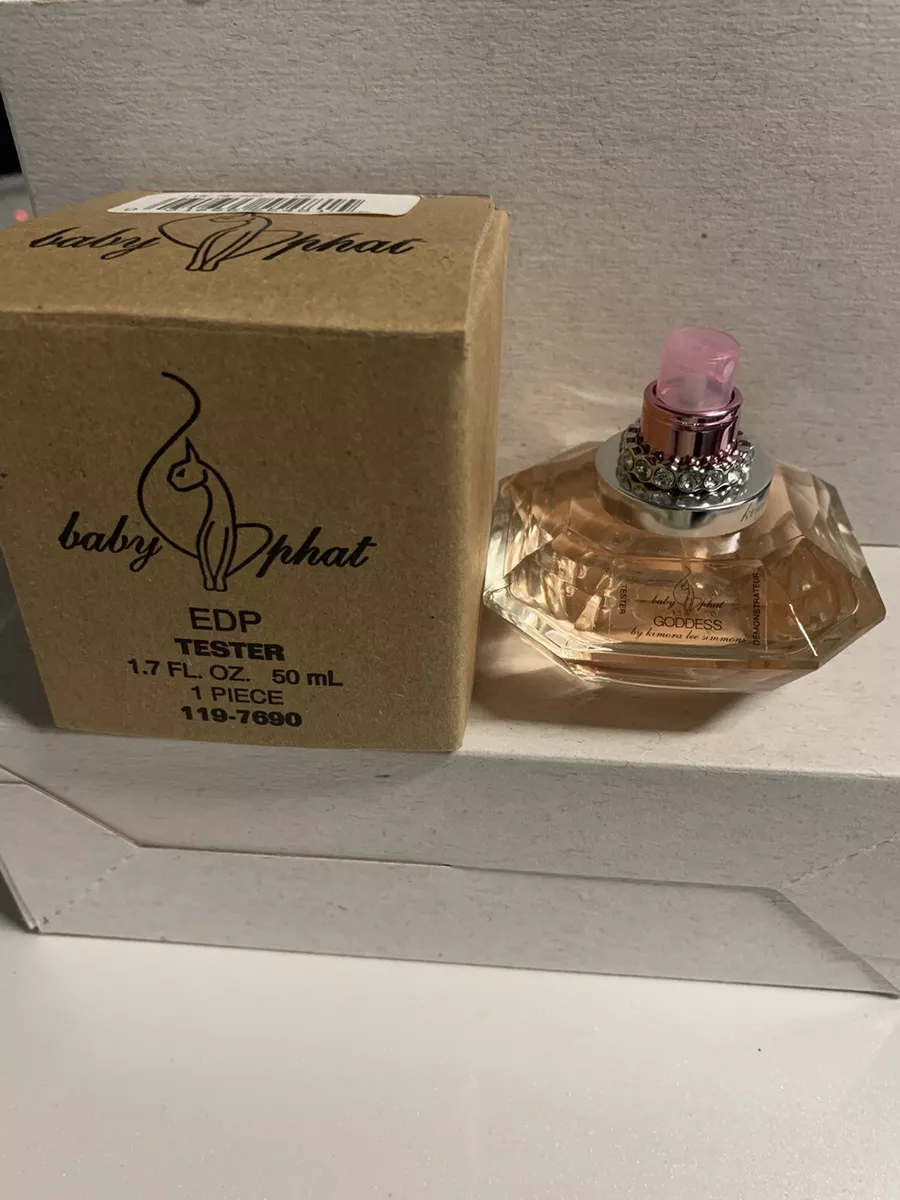 baby phat
baby phat
EDP
TESTER
1.7 FL. OZ. 50 mL
1 PIECE
119-7690
TESTER
baby phat
GODDESS
by kimora lee simmons
DÉMONSTRATEUR